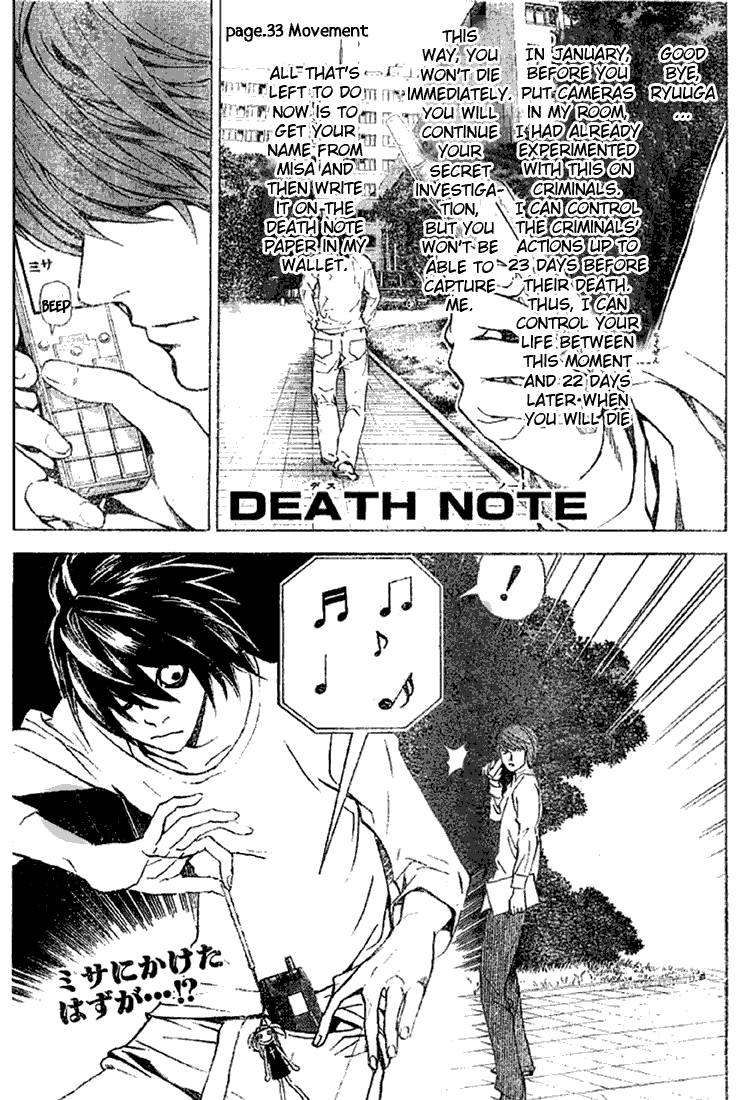 page.33 Movement
GOOD
BYE,
RYUUGA
...
IN JANUARY,
BEFORE YOU
PUT CAMERAS
IN MY ROOM,
I HAD ALREADY
EXPERIMENTED
WITH THIS ON
CRIMINALS.
I CAN CONTROL
THE CRIMINALS'
ACTIONS UP TO
23 DAYS BEFORE
THEIR DEATH.
THUS, I CAN
CONTROL YOUR
LIFE BETWEEN
THIS MOMENT
AND 22 DAYS
LATER WHEN
YOU WILL DIE
THIS
WAY, YOU
WON'T DIE
IMMEDIATELY.
YOU WILL
CONTINUE
YOUR
SECRET
INVESTIGA-
TION,
BUT YOU
WON'T BE
ABLE TO
CAPTURE
ME.
ALL THAT'S
LEFT TO DO
NOW IS TO
GET YOUR
NAME FROM
MISA AND
THEN WRITE
IT ON THE
DEATH NOTE
PAPER IN MY
WALLET.
ミサ
BEEP
DEATH NOTE
!
ミサにかけた
はずが…!?